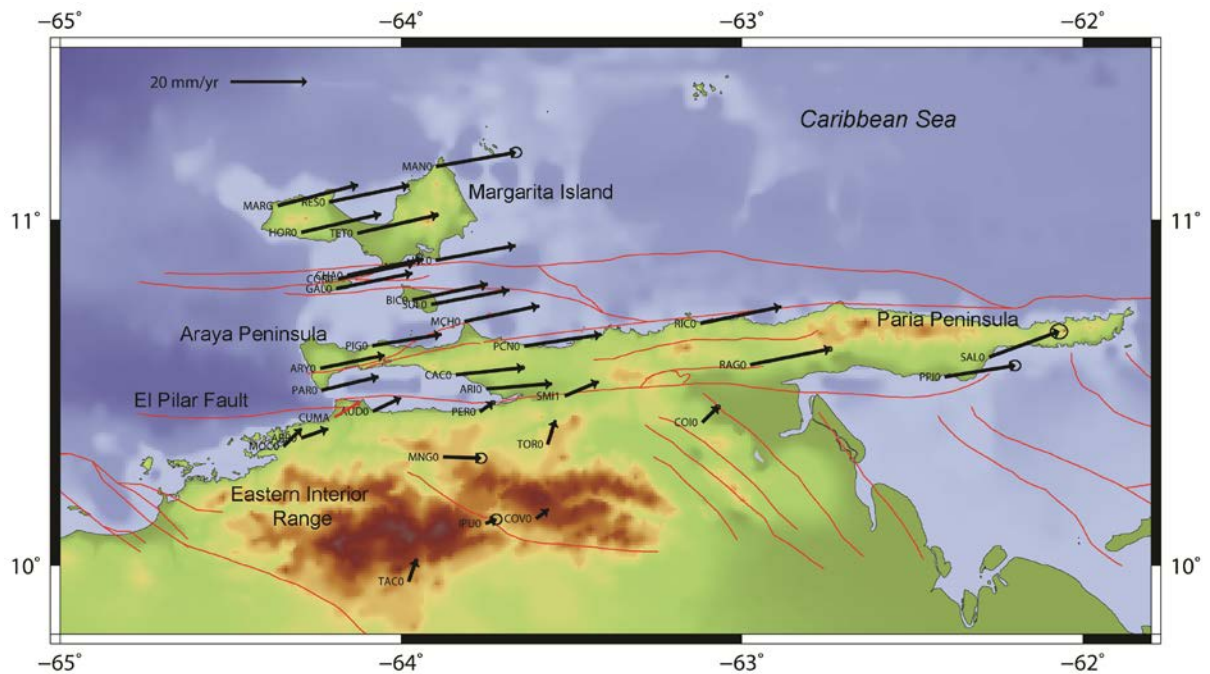 −65˚ −64˚ −63˚ −62˚
20 mm/yr
Caribbean Sea
MAN0
Margarita Island
MARG
RES0
11˚ 11˚
HOR0
TET0
CHA0
GAL0
BIC0
MCH0
RIC0
Paria Peninsula
Araya Peninsula
PIG0
PCN0
SAL0
ARY0
RAG0
CAC0
PPI0
PAR0
ARI0
SMI1
El Pilar Fault
CUMA
PER0
COI0
MOC0
TOR0
MNG0
Eastern Interior
Range
IPU0
COV0
10˚ 10˚
TAC0
−65˚ −64˚ −63˚ −62˚